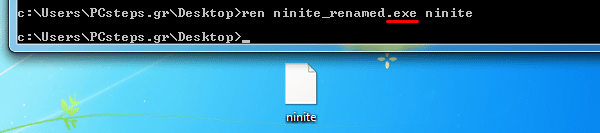 c:\Users\PCsteps.gr\Desktop>ren ninite_renamed.exe ninite
c:\Users\PCsteps.gr\Desktop>_
ninite